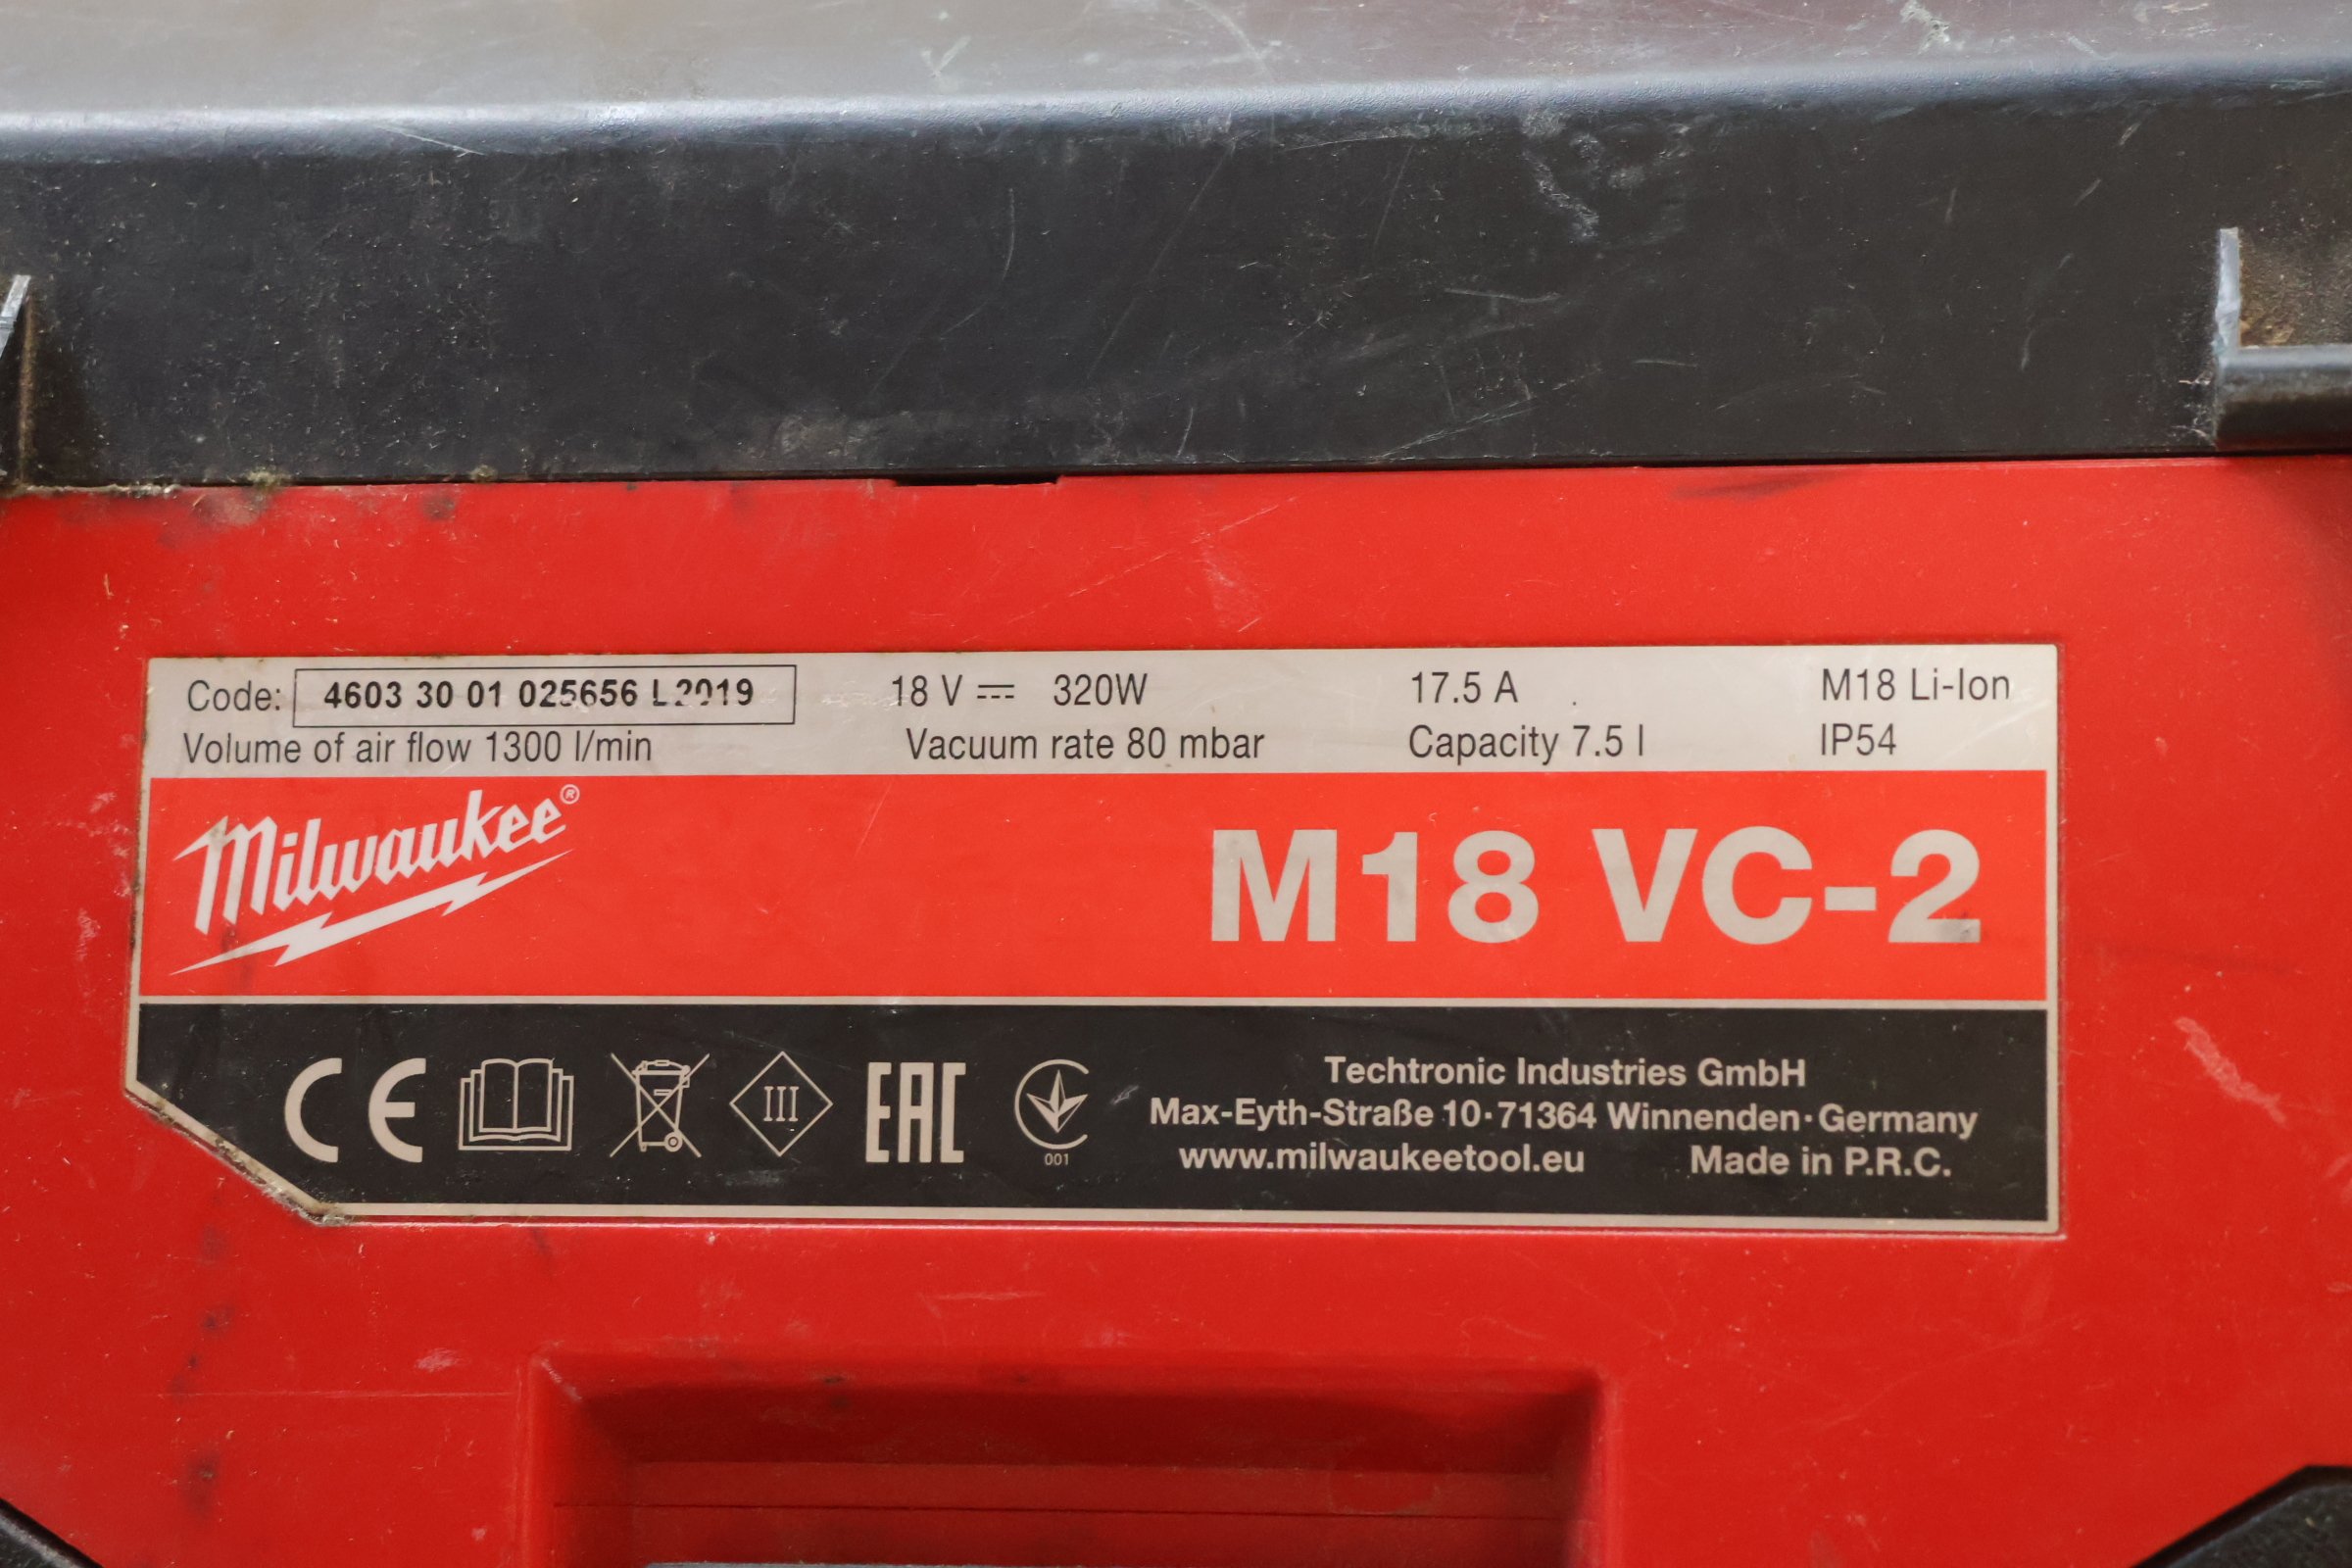 Code: 4603 30 01 025656 L2019 18 V 320W 17.5 A M18 Li-Ion
Volume of air flow 1300 l/min Vacuum rate 80 mbar Capacity 7.5 l IP54
Milwaukee® M18 VC-2
CE III EAC 001
Techtronic Industries GmbH
Max-Eyth-Straße 10·71364 Winnenden·Germany
www.milwaukeetool.eu Made in P.R.C.